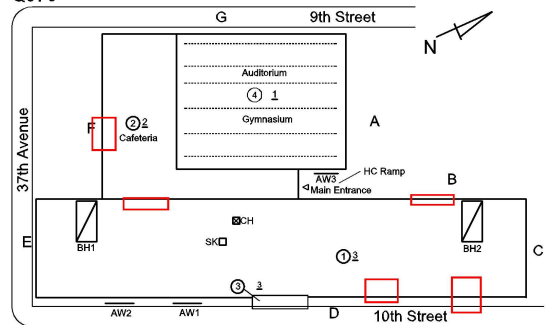 G
9th Street
N
37th Avenue
Auditorium
4 1
Gymnasium
A
F
2 2
Cafeteria
HC Ramp
AW3
Main Entrance
B
CH
SK
E
BH1
BH2
C
1 3
3 3
D
10th Street
AW2
AW1